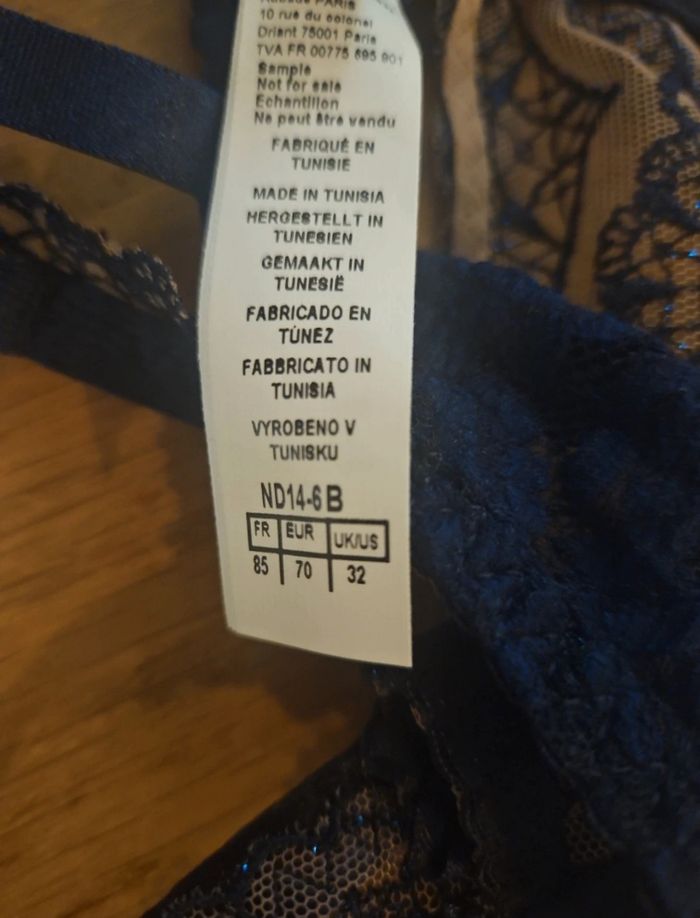 PARIS
10 rue du colonel
Driant 75001 Paris
TVA FR 00775 695 901
Sample
Not for sale
Echantillon
Ne peut être vendu
FABRIQUÉ EN
TUNISIE
MADE IN TUNISIA
HERGESTELLT IN
TUNESIEN
GEMAAKT IN
TUNESIË
FABRICADO EN
TÚNEZ
FABBRICATO IN
TUNISIA
VYROBENO V
TUNISKU
ND14-6 B
FR EUR UK/US
85 70 32